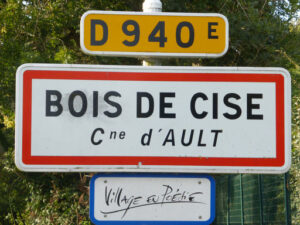 D 940 E
BOIS DE CISE
Cne d'AULT
Village en Poésie